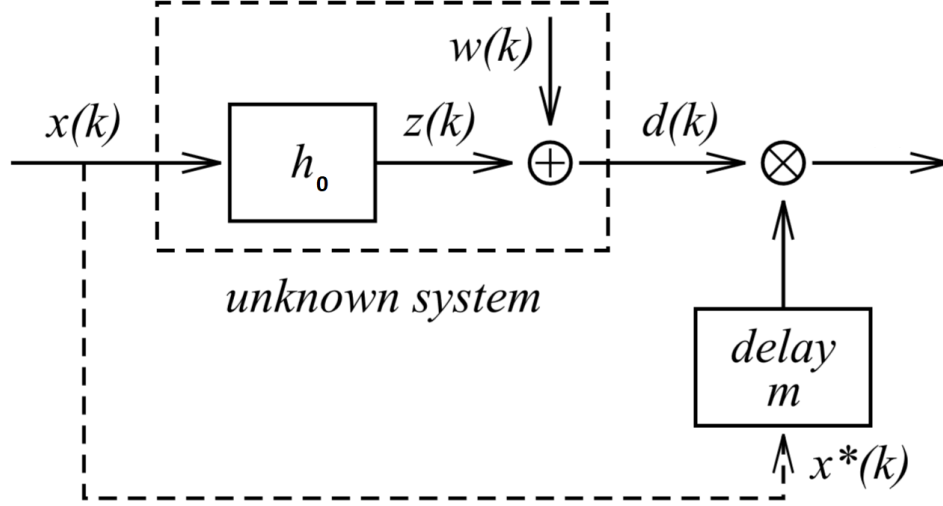 w(k)
x(k)
z(k)
d(k)
h₀
unknown system
delay
m
x*(k)